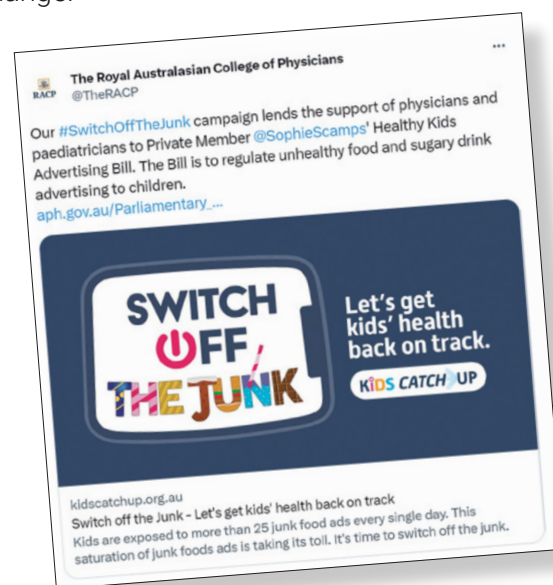 The Royal Australasian College of Physicians
RACP
@TheRACP
Our #SwitchOffTheJunk campaign lends the support of physicians and
paediatricians to Private Member @SophieScamps' Healthy Kids
Advertising Bill. The Bill is to regulate unhealthy food and sugary drink
advertising to children.
aph.gov.au/Parliamentary_...
SWITCH
OFF
THE JUNK
Let's get
kids' health
back on track.
KIDS CATCH UP
kidscatchup.org.au
Switch off the Junk - Let's get kids' health back on track
Kids are exposed to more than 25 junk food ads every single day. This
saturation of junk foods ads is taking its toll. It's time to switch off the junk.